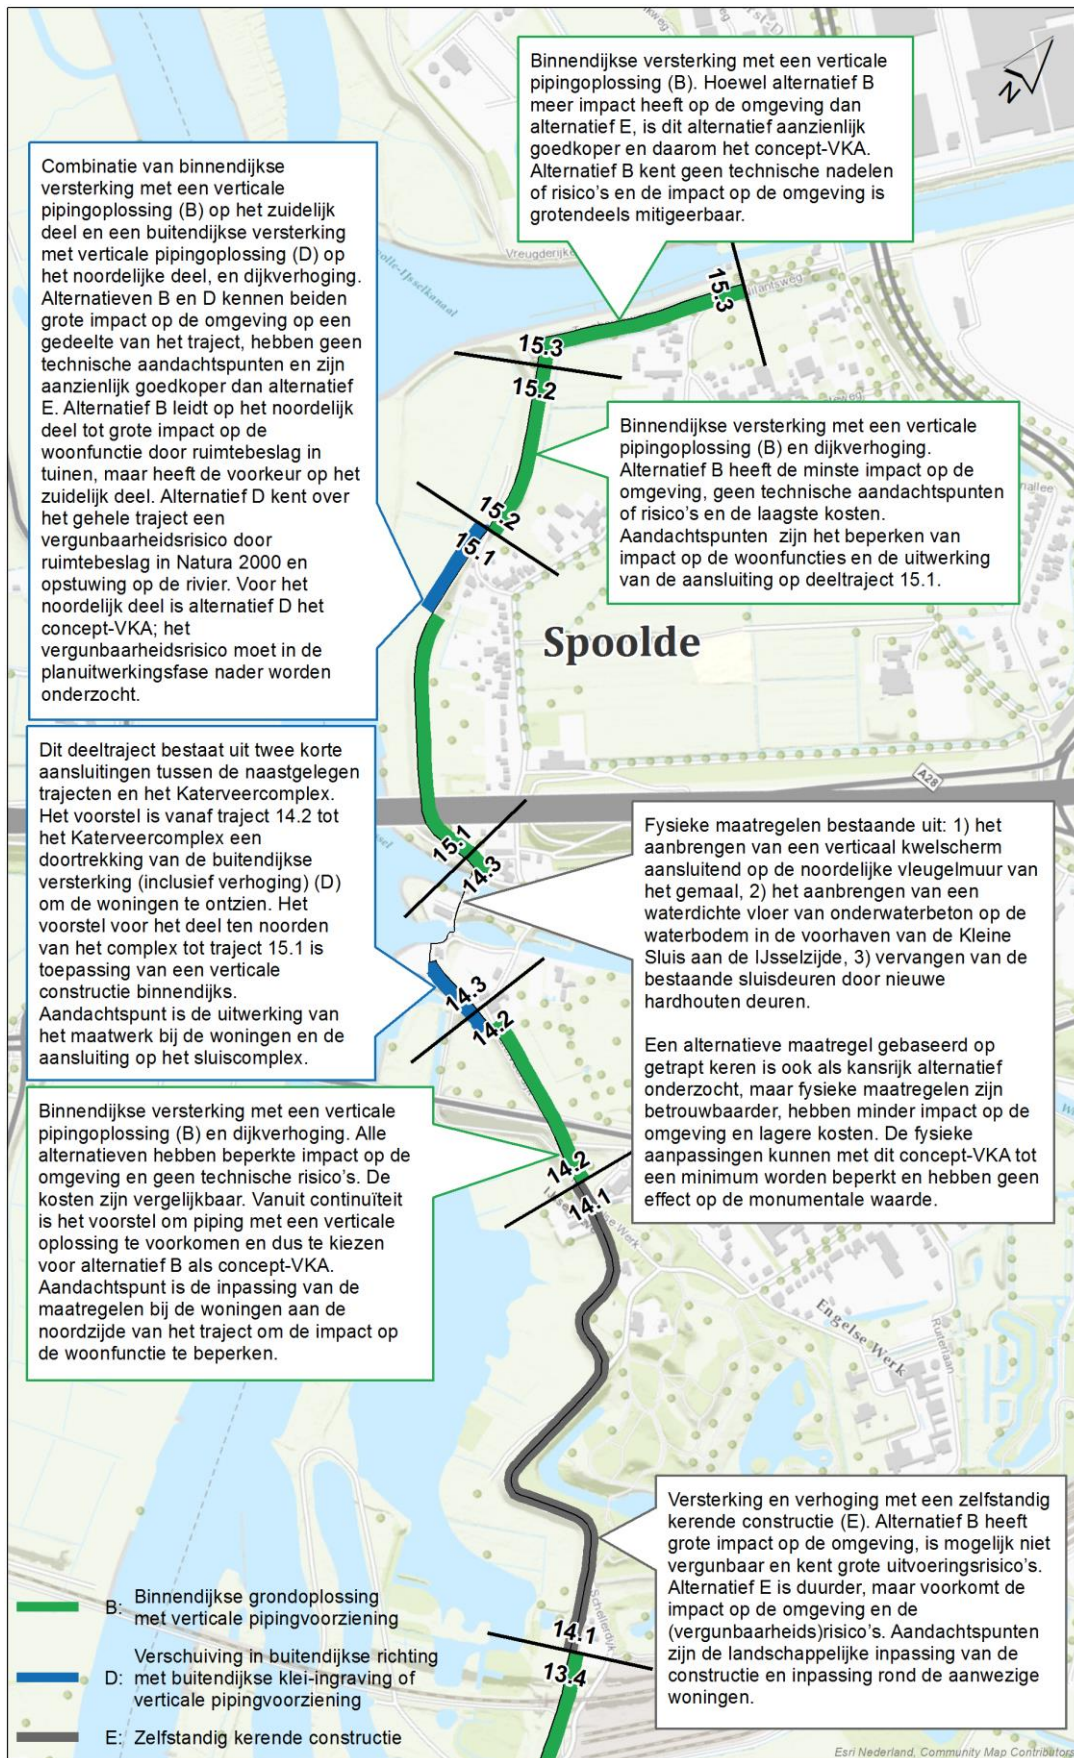 Binnendijkse versterking met een verticale
pipingoplossing (B). Hoewel alternatief B
meer impact heeft op de omgeving dan
alternatief E, is dit alternatief aanzienlijk
goedkoper en daarom het concept-VKA.
Alternatief B kent geen technische nadelen
of risico's en de impact op de omgeving is
grotendeels mitigeerbaar.
N
Combinatie van binnendijkse
versterking met een verticale
pipingoplossing (B) op het zuidelijk
deel en een buitendijkse versterking
met verticale pipingoplossing (D) op
het noordelijke deel, en dijkverhoging.
Alternatieven B en D kennen beiden
grote impact op de omgeving op een
gedeelte van het traject, hebben geen
technische aandachtspunten en zijn
aanzienlijk goedkoper dan alternatief
E. Alternatief B leidt op het noordelijk
deel tot grote impact op de
woonfunctie door ruimtebeslag in
tuinen, maar heeft de voorkeur op het
zuidelijk deel. Alternatief D kent over
het gehele traject een
vergunbaarheidsrisico door
ruimtebeslag in Natura 2000 en
opstuwing op de rivier. Voor het
noordelijk deel is alternatief D het
concept-VKA; het
vergunbaarheidsrisico moet in de
planuitwerkingsfase nader worden
onderzocht.
Vreugderijke
15.3
15.3
15.2
Binnendijkse versterking met een verticale
pipingoplossing (B) en dijkverhoging.
Alternatief B heeft de minste impact op de
omgeving, geen technische aandachtspunten
of risico's en de laagste kosten.
Aandachtspunten zijn het beperken van
impact op de woonfuncties en de uitwerking
van de aansluiting op deeltraject 15.1.
15.2
15.1
Spoolde
A28
Dit deeltraject bestaat uit twee korte
aansluitingen tussen de naastgelegen
trajecten en het Katerveercomplex.
Het voorstel is vanaf traject 14.2 tot
het Katerveercomplex een
doortrekking van de buitendijkse
versterking (inclusief verhoging) (D)
om de woningen te ontzien. Het
voorstel voor het deel ten noorden
van het complex tot traject 15.1 is
toepassing van een verticale
constructie binnendijks.
Aandachtspunt is de uitwerking van
het maatwerk bij de woningen en de
aansluiting op het sluiscomplex.
15.1
14.3
Fysieke maatregelen bestaande uit: 1) het
aanbrengen van een verticaal kwelscherm
aansluitend op de noordelijke vleugelmuur van
het gemaal, 2) het aanbrengen van een
waterdichte vloer van onderwaterbeton op de
waterbodem in de voorhaven van de Kleine
Sluis aan de IJsselzijde, 3) vervangen van de
bestaande sluisdeuren door nieuwe
hardhouten deuren.
Een alternatieve maatregel gebaseerd op
getrapt keren is ook als kansrijk alternatief
onderzocht, maar fysieke maatregelen zijn
betrouwbaarder, hebben minder impact op de
omgeving en lagere kosten. De fysieke
aanpassingen kunnen met dit concept-VKA tot
een minimum worden beperkt en hebben geen
effect op de monumentale waarde.
14.3
14.2
Binnendijkse versterking met een verticale
pipingoplossing (B) en dijkverhoging. Alle
alternatieven hebben beperkte impact op de
omgeving en geen technische risico's. De
kosten zijn vergelijkbaar. Vanuit continuïteit
is het voorstel om piping met een verticale
oplossing te voorkomen en dus te kiezen
voor alternatief B als concept-VKA.
Aandachtspunt is de inpassing van de
maatregelen bij de woningen aan de
noordzijde van het traject om de impact op
de woonfunctie te beperken.
14.2
14.1
Engelse Werk
Ruiterlaan
Versterking en verhoging met een zelfstandig
kerende constructie (E). Alternatief B heeft
grote impact op de omgeving, is mogelijk niet
vergunbaar en kent grote uitvoeringsrisico's.
Alternatief E is duurder, maar voorkomt de
impact op de omgeving en de
(vergunbaarheids)risico's. Aandachtspunten
zijn de landschappelijke inpassing van de
constructie en inpassing rond de aanwezige
woningen.
Schellerdijk
14.1
13.4
B: Binnendijkse grondoplossing
met verticale pipingvoorziening
Verschuiving in buitendijkse richting
D: met buitendijkse klei-ingraving of
verticale pipingvoorziening
E: Zelfstandig kerende constructie
Esri Nederland, Community Map Contributors